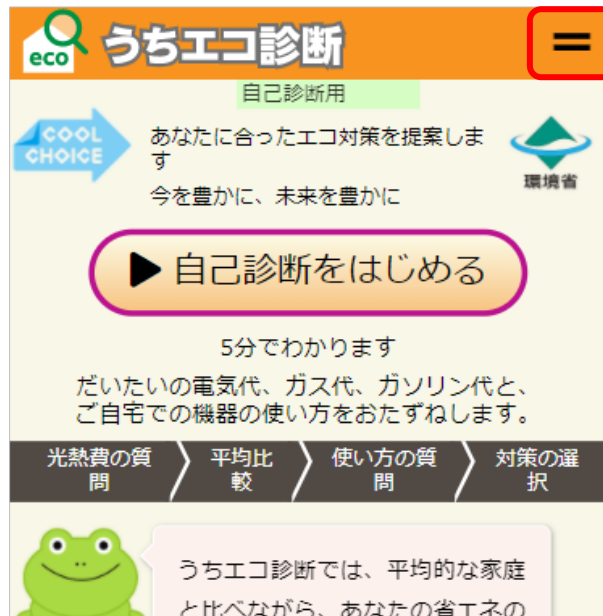 eco うちエコ診断
自己診断用
COOL
CHOICE
あなたに合ったエコ対策を提案しま
す
今を豊かに、未来を豊かに
環境省
▶自己診断をはじめる
5分でわかります
だいたいの電気代、ガス代、ガソリン代と、
ご自宅での機器の使い方をおたずねします。
光熱費の質
問
平均比
較
使い方の質
問
対策の選
択
うちエコ診断では、平均的な家庭
と比べながら、あなたの省エネの